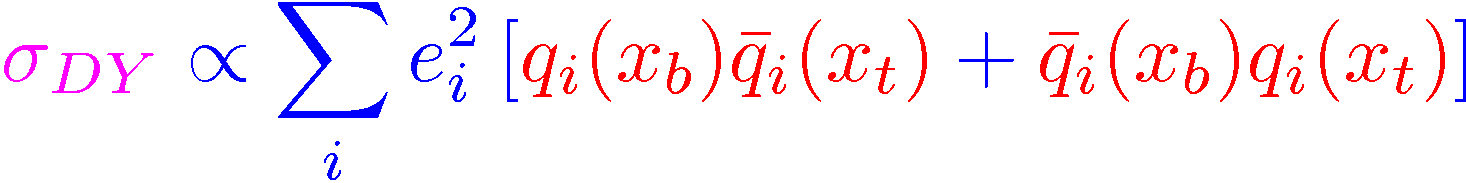 σ_{DY} ∝ ∑_i e_i^2 [q_i(x_b)q̄_i(x_t) + q̄_i(x_b)q_i(x_t)]